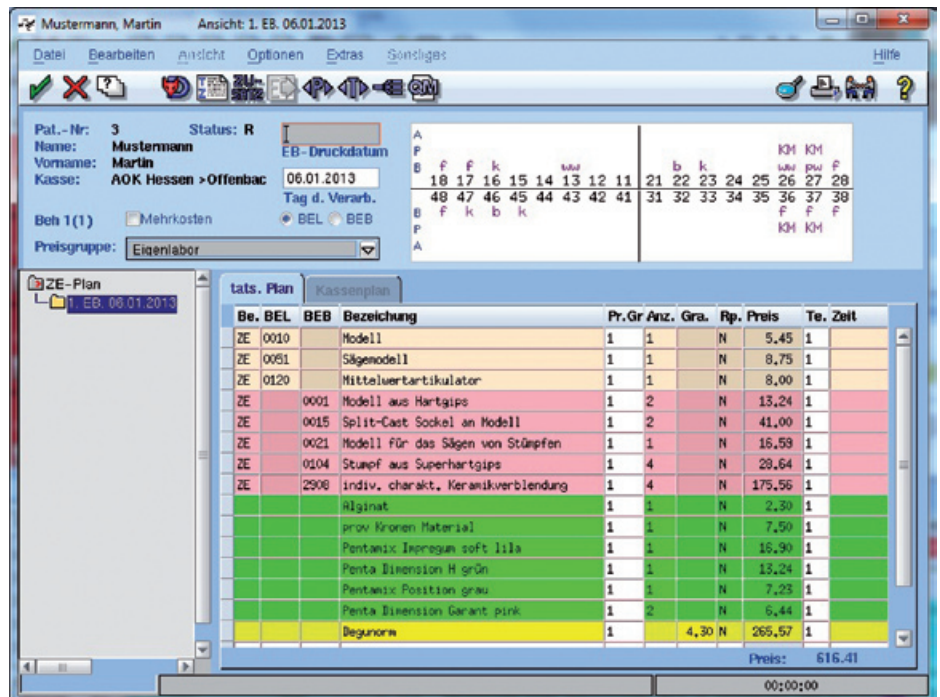 Mustermann, Martin Ansicht: 1. EB. 06.01.2013
Datei Bearbeiten Ansicht Optionen Extras Sonstiges Hilfe
Pat.-Nr: 3 Status: R
Name: Mustermann
EB-Druckdatum
Vorname: Martin
Kasse: AOK Hessen >Offenbac
06.01.2013
Tag d. Verarb.
Beh 1(1) Mehrkosten BEL BEB
Preisgruppe: Eigenlabor
A
P KM KM
B f f k ww b k ww pw f
18 17 16 15 14 13 12 11 21 22 23 24 25 26 27 28
48 47 46 45 44 43 42 41 31 32 33 34 35 36 37 38
B f k b k f f f
P KM KM
A
ZE-Plan
1. EB. 06.01.2013
tats. Plan Kassenplan
Be. BEL BEB Bezeichung Pr.Gr Anz. Gra. Rp. Preis Te. Zeit
ZE 0010 Modell 1 1 N 5,45 1
ZE 0051 Sägemodell 1 1 N 8,75 1
ZE 0120 Mittelwertartikulator 1 1 N 8,00 1
ZE 0001 Modell aus Hartgips 1 2 N 13,24 1
ZE 0015 Split-Cast Sockel an Modell 1 2 N 41,00 1
ZE 0021 Modell für das Sägen von Stümpfen 1 1 N 16,59 1
ZE 0104 Stumpf aus Superhartgips 1 4 N 28,64 1
ZE 2908 indiv. charakt. Keramikverblendung 1 4 N 175,56 1
Alginat 1 1 N 2,30 1
prov Kronen Material 1 1 N 7,50 1
Pentamix Impregum soft lila 1 1 N 16,90 1
Penta Dimension H grün 1 1 N 13,24 1
Pentamix Position grau 1 1 N 7,23 1
Penta Dimension Garant pink 1 2 N 6,44 1
Degunorm 1 4,30 N 265,57 1
Preis: 616.41
00:00:00